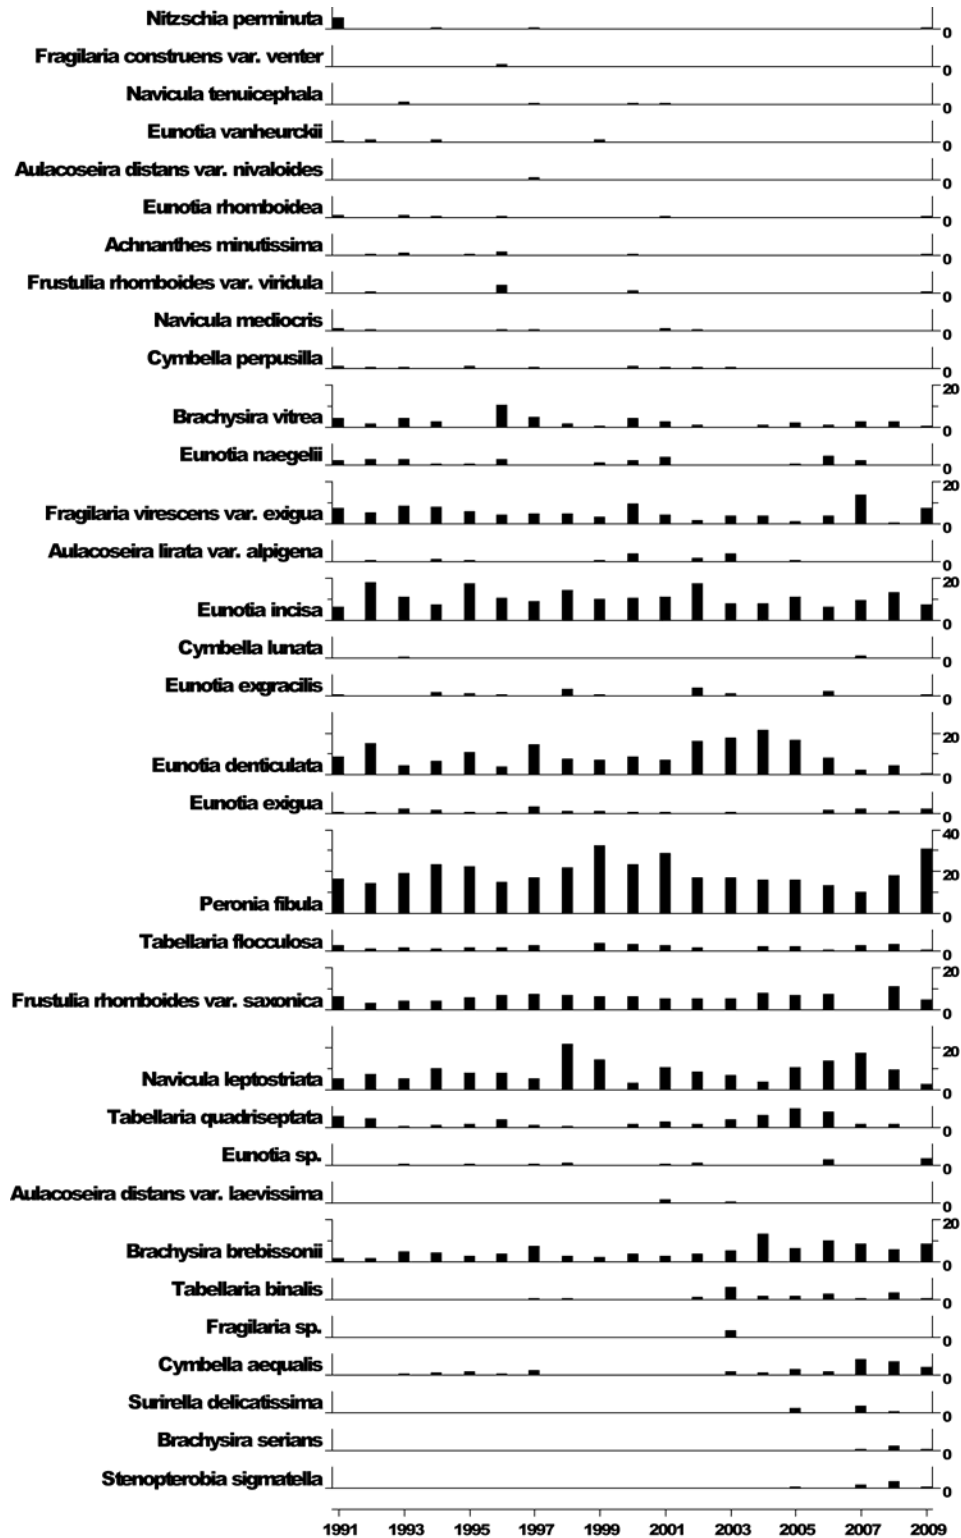 Nitzschia perminuta
0
Fragilaria construens var. venter
0
Navicula tenuicephala
0
Eunotia vanheurckii
0
Aulacoseira distans var. nivaloides
0
Eunotia rhomboidea
0
Achnanthes minutissima
0
Frustulia rhomboides var. viridula
0
Navicula mediocris
0
Cymbella perpusilla
0
20
Brachysira vitrea
0
Eunotia naegelii
0
20
Fragilaria virescens var. exigua
0
Aulacoseira lirata var. alpigena
0
20
Eunotia incisa
0
Cymbella lunata
0
Eunotia exgracilis
0
20
Eunotia denticulata
0
Eunotia exigua
0
40
20
Peronia fibula
0
Tabellaria flocculosa
0
20
Frustulia rhomboides var. saxonica
0
20
Navicula leptostriata
0
Tabellaria quadriseptata
0
Eunotia sp.
0
Aulacoseira distans var. laevissima
0
20
Brachysira brebissonii
0
Tabellaria binalis
0
Fragilaria sp.
0
Cymbella aequalis
0
Surirella delicatissima
0
Brachysira serians
0
Stenopterobia sigmatella
0
1991 1993 1995 1997 1999 2001 2003 2005 2007 2009